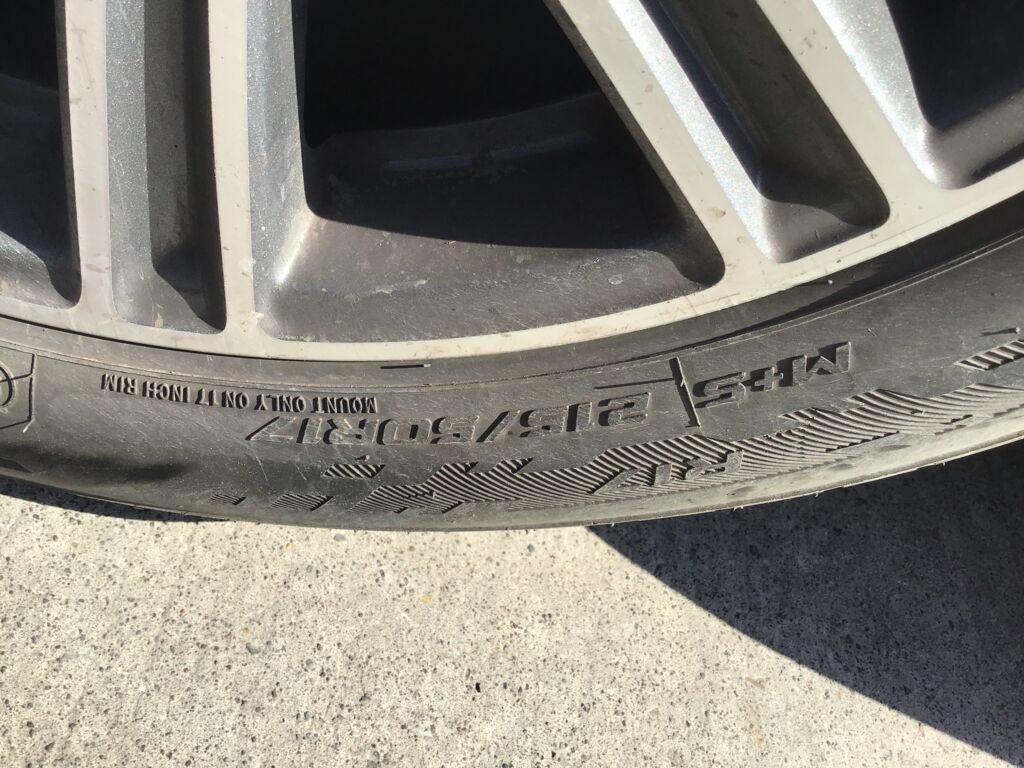 MOUNT ONLY ON 17 INCH RIM
215/50R17
M+S